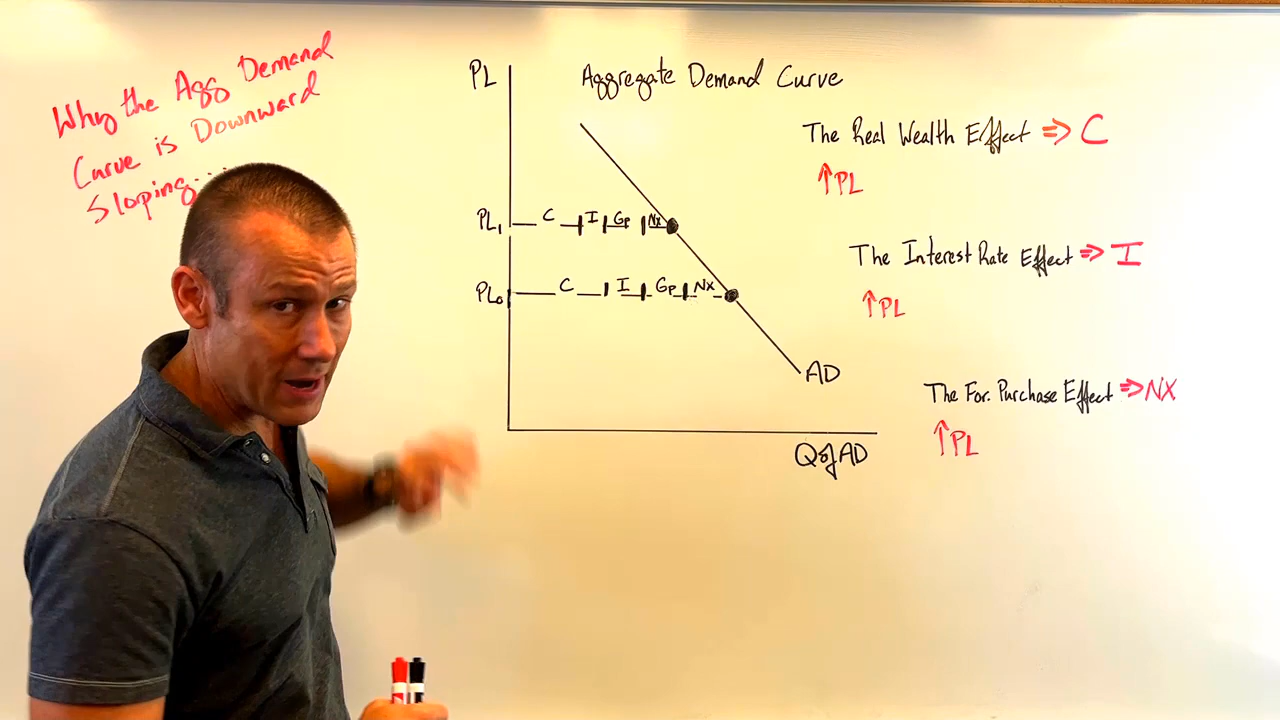 Why the Agg Demand
Curve is Downward
Sloping...
PL
Aggregate Demand Curve
PL₁
C I Gp Nx
PL₀
C I Gp Nx
AD
Q of AD
The Real Wealth Effect ⇒ C
↑PL
The Interest Rate Effect ⇒ I
↑PL
The For. Purchase Effect ⇒ NX
↑PL